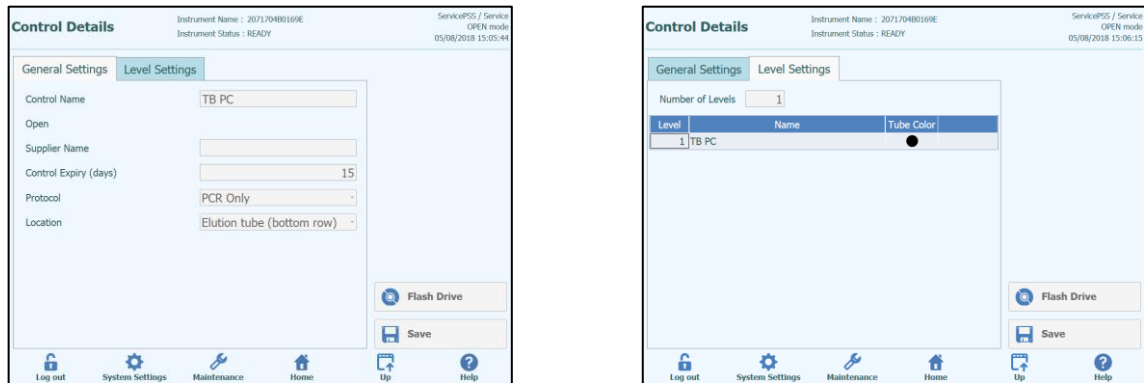 Control Details
Instrument Name : 2071704B0169E
Instrument Status : READY
ServicePSS / Service
OPEN mode
05/08/2018 15:05:44
General Settings
Level Settings
Control Name
TB PC
Open
Supplier Name
Control Expiry (days)
15
Protocol
PCR Only
Location
Elution tube (bottom row)
Flash Drive
Save
Log out
System Settings
Maintenance
Home
Up
Help
Control Details
Instrument Name : 2071704B0169E
Instrument Status : READY
ServicePSS / Service
OPEN mode
05/08/2018 15:06:15
General Settings
Level Settings
Number of Levels 1
Level Name Tube Color
1 TB PC
Flash Drive
Save
Log out
System Settings
Maintenance
Home
Up
Help